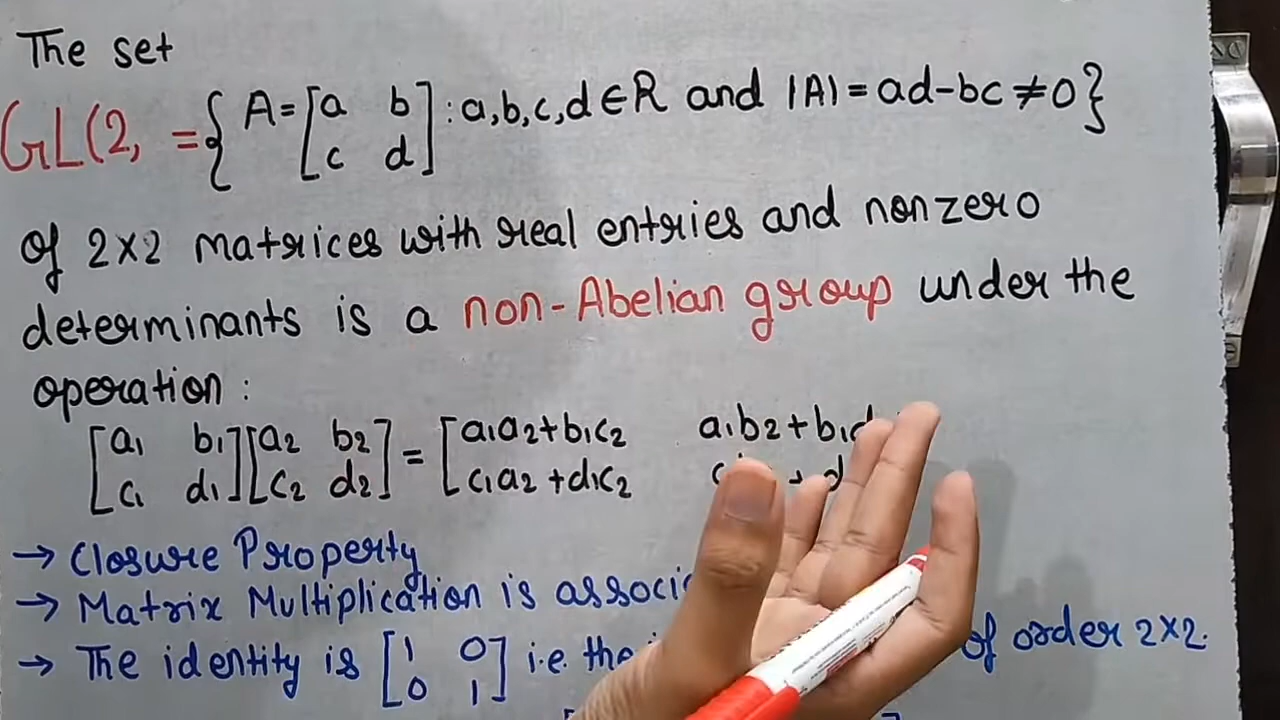 The set
GL(2, = { A = [a b c d] : a,b,c,d ∈ R and |A| = ad-bc ≠ 0 }
of 2×2 matrices with real entries and nonzero
determinants is a non-Abelian group under the
operation :
[a₁ b₁ c₁ d₁] [a₂ b₂ c₂ d₂] = [a₁a₂+b₁c₂ a₁b₂+b₁d
c₁a₂+d₁c₂
→ Closure Property
→ Matrix Multiplication is associ
→ The identity is [1 0 0 1] i.e. the of order 2×2.